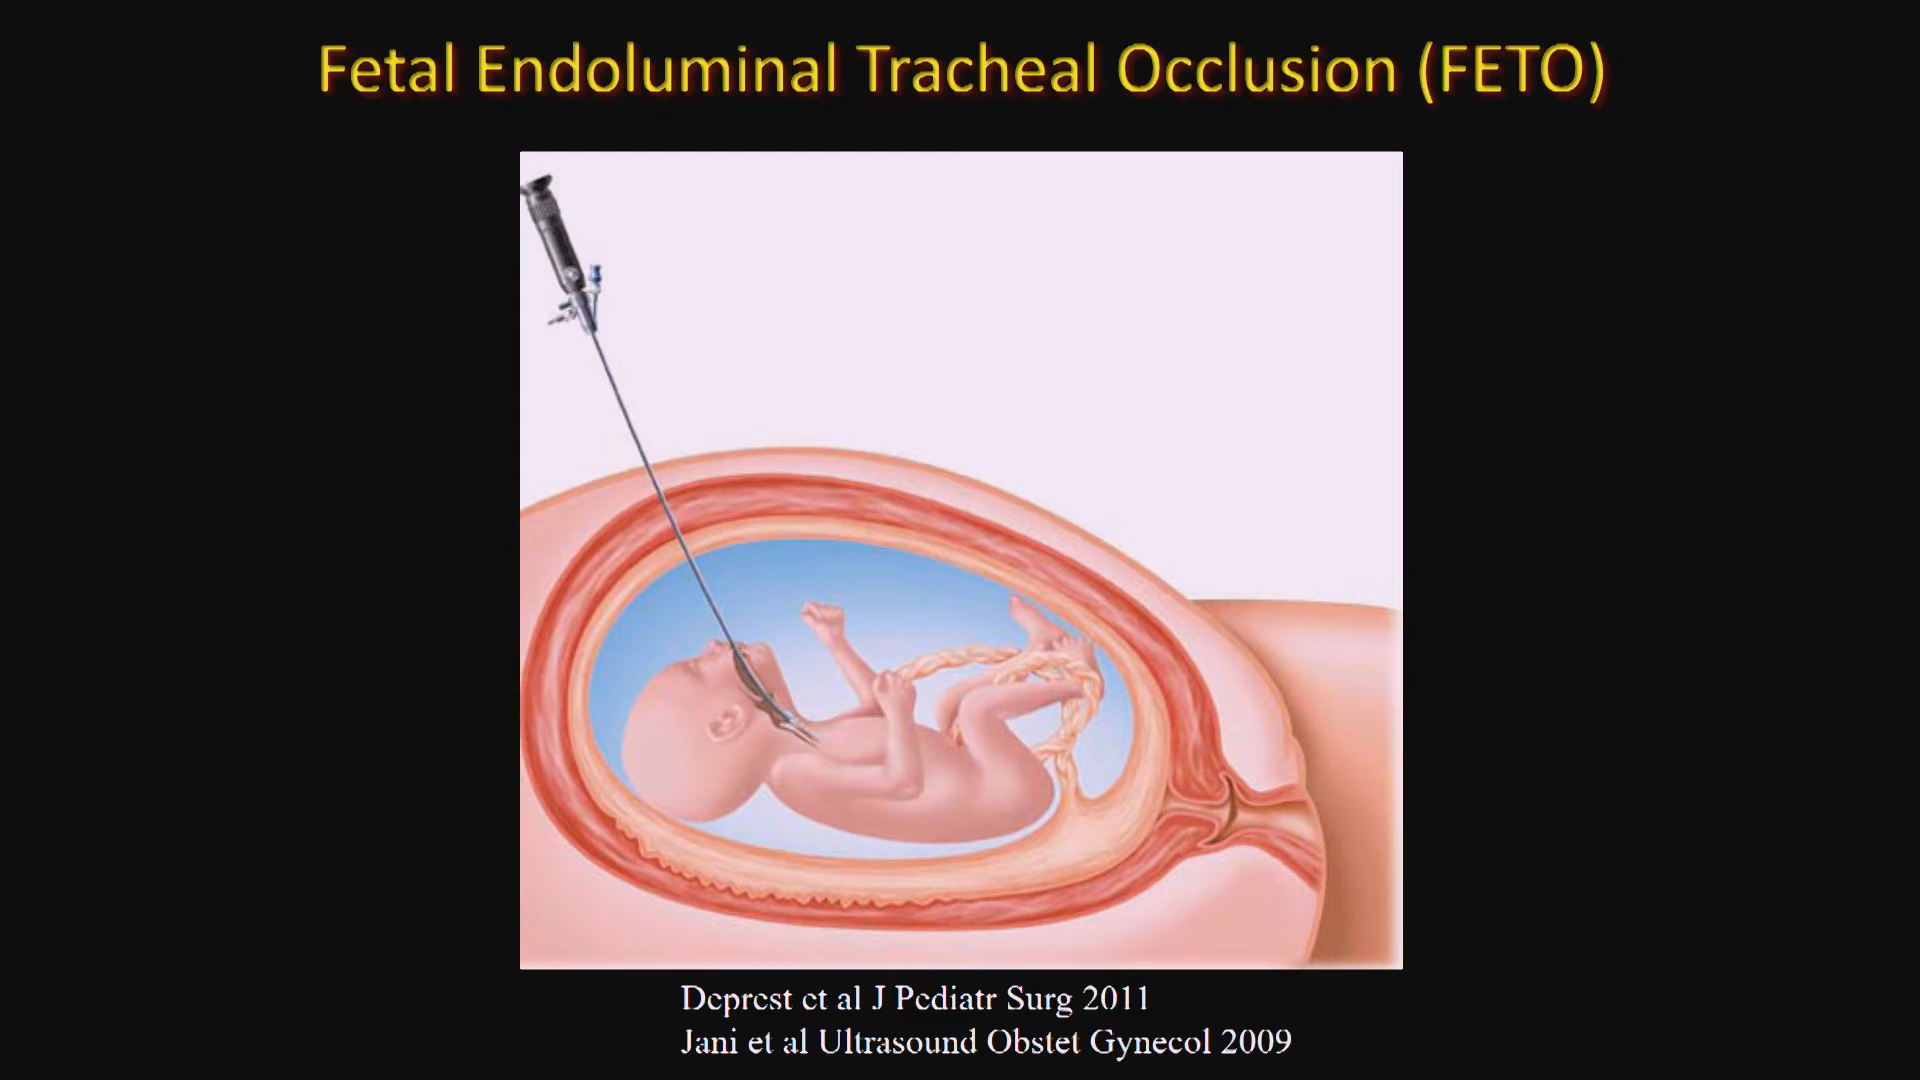 Fetal Endoluminal Tracheal Occlusion (FETO)
Deprest et al J Pediatr Surg 2011
Jani et al Ultrasound Obstet Gynecol 2009